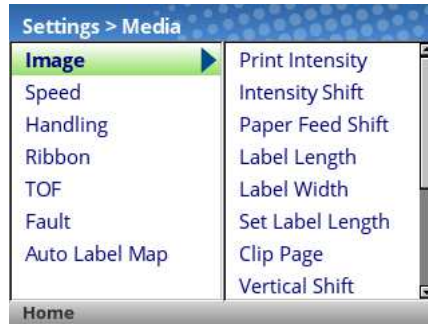 Settings > Media
Image
Speed
Handling
Ribbon
TOF
Fault
Auto Label Map
Print Intensity
Intensity Shift
Paper Feed Shift
Label Length
Label Width
Set Label Length
Clip Page
Vertical Shift
Home